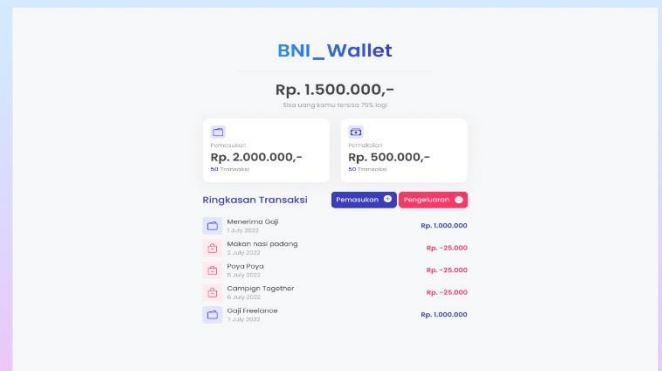 BNI_Wallet
Rp. 1.500.000,-
Sisa uang kamu tersisa 75% lagi
Pemasukan
Rp. 2.000.000,-
50 Transaksi
Pemakaian
Rp. 500.000,-
50 Transaksi
Ringkasan Transaksi
Pemasukan
Pengeluaran
Menerima Gaji
1 July 2022
Rp. 1.000.000
Makan nasi padang
2 July 2022
Rp. -25.000
Poya Poya
5 July 2022
Rp. -25.000
Campign Together
6 July 2022
Rp. -25.000
Gaji Freelance
7 July 2022
Rp. 1.000.000